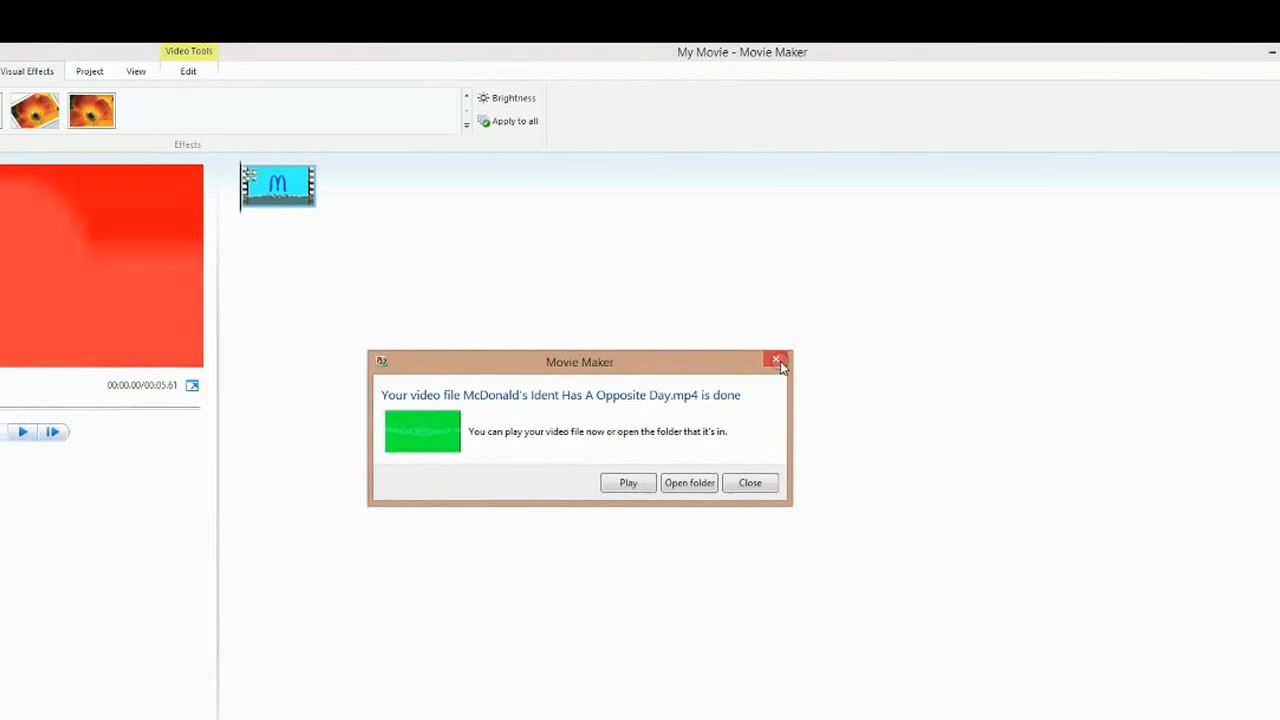 Video Tools
My Movie - Movie Maker
Visual Effects Project View Edit
Brightness
Apply to all
Effects
m
00:00.00/00:05.61
Movie Maker
Your video file McDonald's Ident Has A Opposite Day.mp4 is done
You can play your video file now or open the folder that it's in.
Play Open folder Close